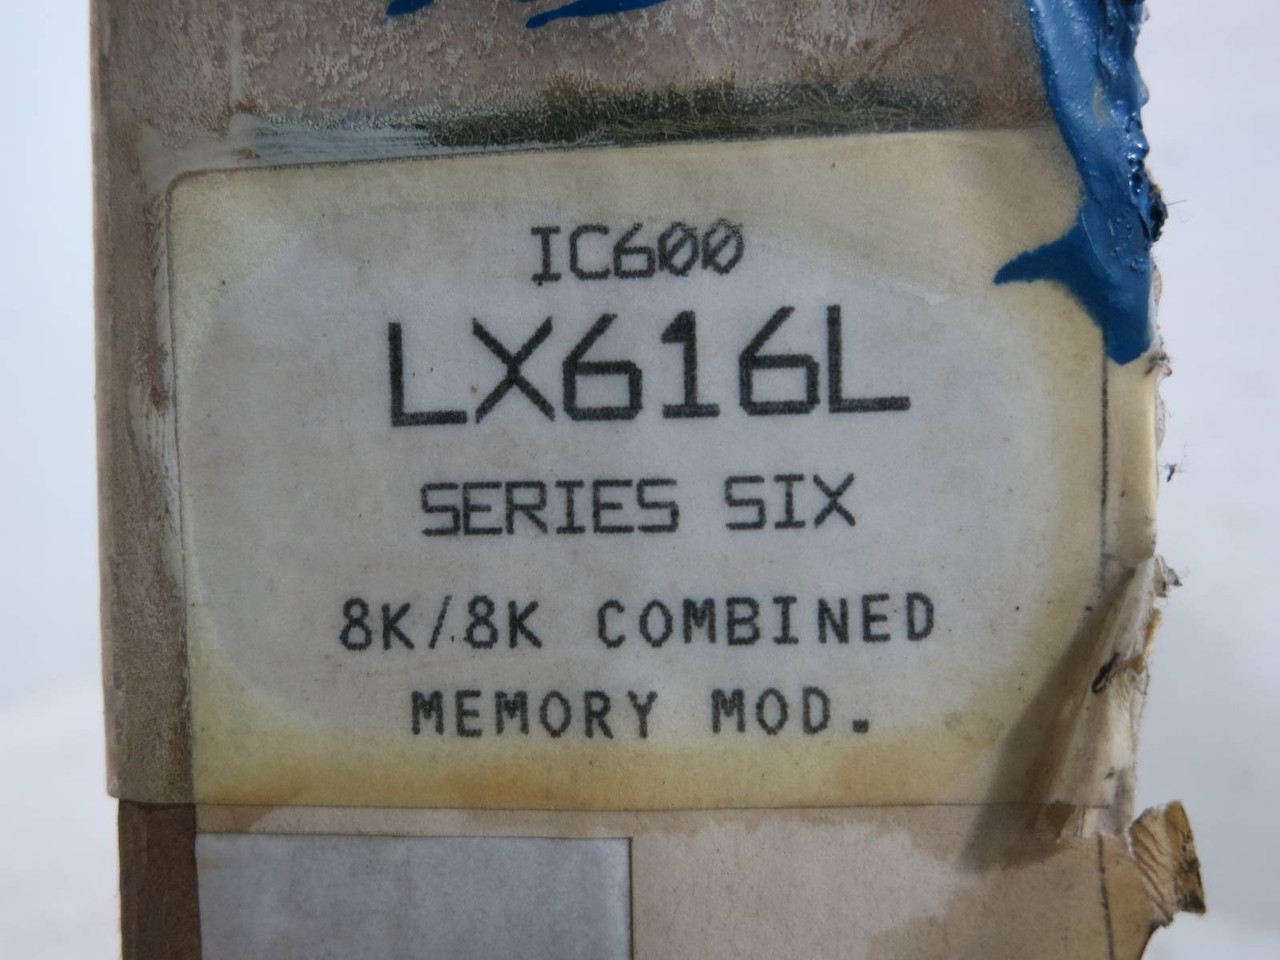 IC600
LX616L
SERIES SIX
8K/8K COMBINED
MEMORY MOD.